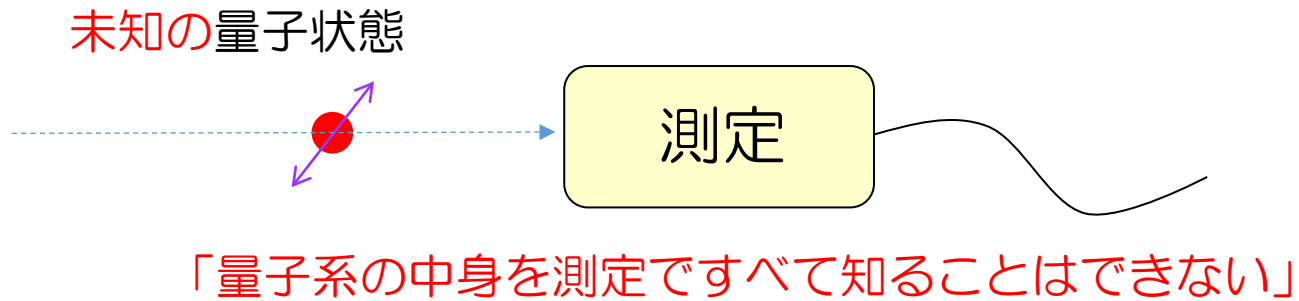 未知の量子状態
測定
「量子系の中身を測定ですべて知ることはできない」